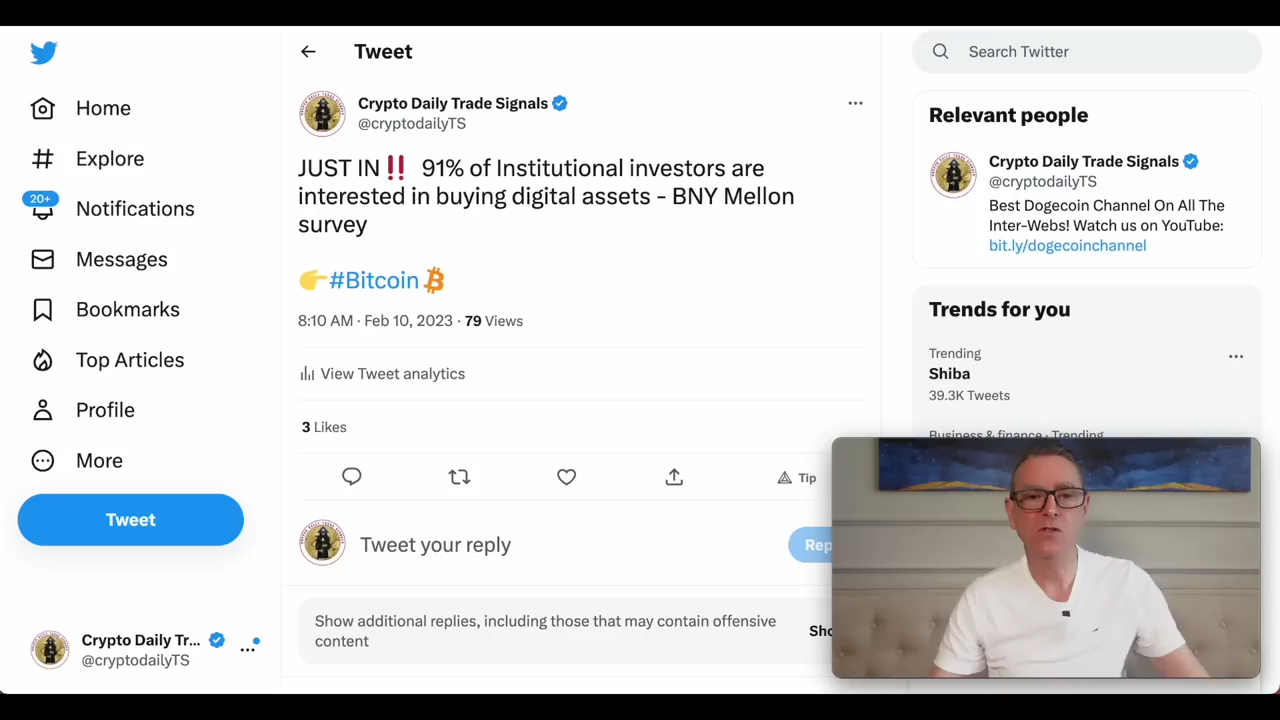 Home
Explore
20+
Notifications
Messages
Bookmarks
Top Articles
Profile
More
Tweet
Crypto Daily Tr...
@cryptodailyTS
Tweet
Crypto Daily Trade Signals
@cryptodailyTS
JUST IN‼️ 91% of Institutional investors are
interested in buying digital assets - BNY Mellon
survey
👉#Bitcoin
8:10 AM · Feb 10, 2023 · 79 Views
View Tweet analytics
3 Likes
Tip
Tweet your reply
Rep
Show additional replies, including those that may contain offensive
content
Sho
Search Twitter
Relevant people
Crypto Daily Trade Signals
@cryptodailyTS
Best Dogecoin Channel On All The
Inter-Webs! Watch us on YouTube:
bit.ly/dogecoinchannel
Trends for you
Trending
Shiba
39.3K Tweets
Business & finance · Trending